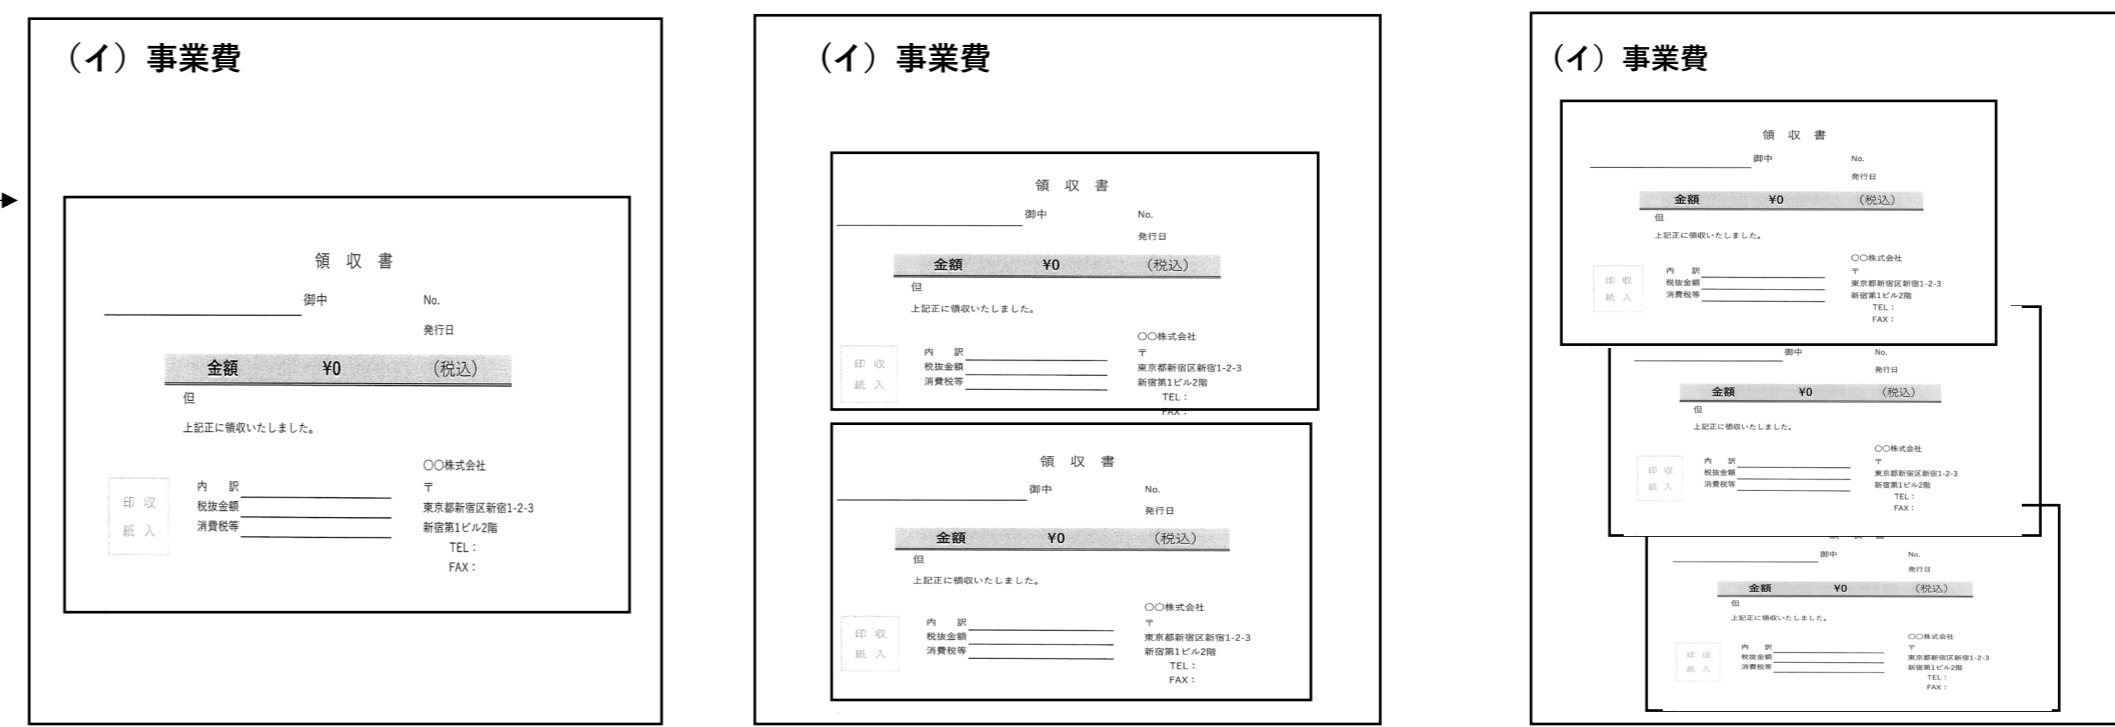 （イ）事業費
領 収 書
御中 No.
発行日
金額 ¥0 （税込）
但
上記正に領収いたしました。
〇〇株式会社
内 訳 〒
税抜金額 東京都新宿区新宿1-2-3
消費税等 新宿第1ビル2階
印 収
紙 入
TEL：
FAX：
（イ）事業費
領 収 書
御中 No.
発行日
金額 ¥0 （税込）
但
上記正に領収いたしました。
〇〇株式会社
内 訳 〒
税抜金額 東京都新宿区新宿1-2-3
消費税等 新宿第1ビル2階
印 収
紙 入
TEL：
FAX：
領 収 書
御中 No.
発行日
金額 ¥0 （税込）
但
上記正に領収いたしました。
〇〇株式会社
内 訳 〒
税抜金額 東京都新宿区新宿1-2-3
消費税等 新宿第1ビル2階
印 収
紙 入
TEL：
FAX：
（イ）事業費
領 収 書
御中 No.
発行日
金額 ¥0 （税込）
但
上記正に領収いたしました。
〇〇株式会社
内 訳 〒
税抜金額 東京都新宿区新宿1-2-3
消費税等 新宿第1ビル2階
印 収
紙 入
TEL：
FAX：
御中 No.
発行日
金額 ¥0 （税込）
但
上記正に領収いたしました。
〇〇株式会社
内 訳 〒
税抜金額 東京都新宿区新宿1-2-3
消費税等 新宿第1ビル2階
印 収
紙 入
TEL：
FAX：
御中 No.
発行日
金額 ¥0 （税込）
但
上記正に領収いたしました。
〇〇株式会社
内 訳 〒
税抜金額 東京都新宿区新宿1-2-3
消費税等 新宿第1ビル2階
印 収
紙 入
TEL：
FAX：